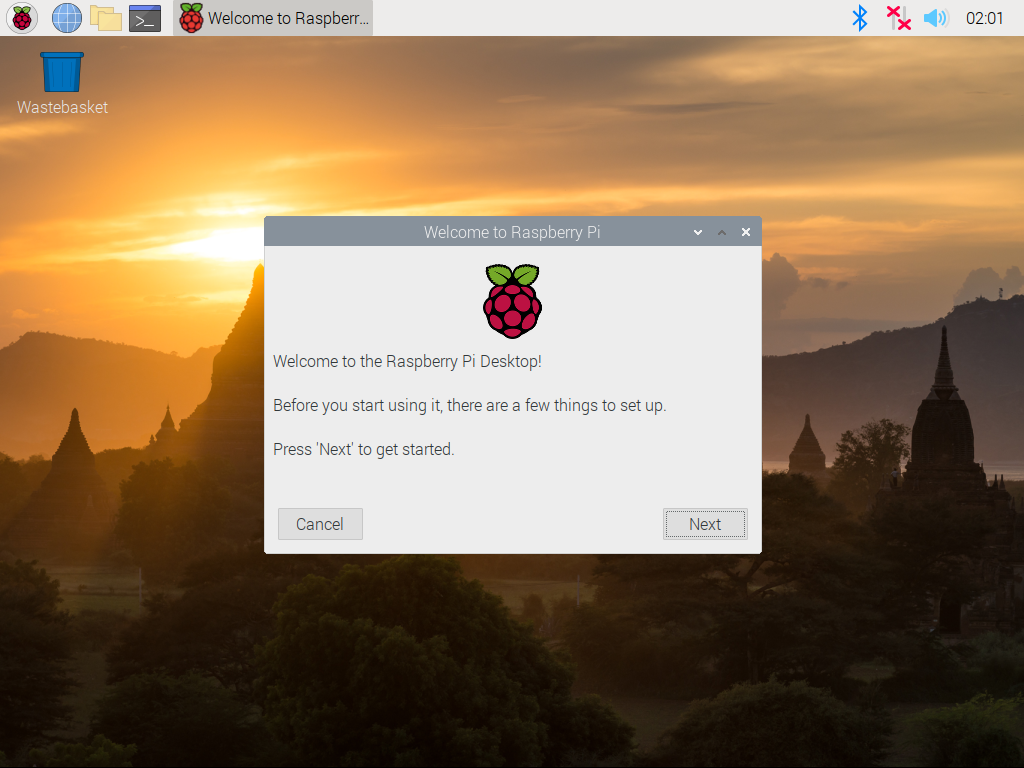 Welcome to Raspberr...
02:01
Wastebasket
Welcome to Raspberry Pi
Welcome to the Raspberry Pi Desktop!
Before you start using it, there are a few things to set up.
Press 'Next' to get started.
Cancel
Next